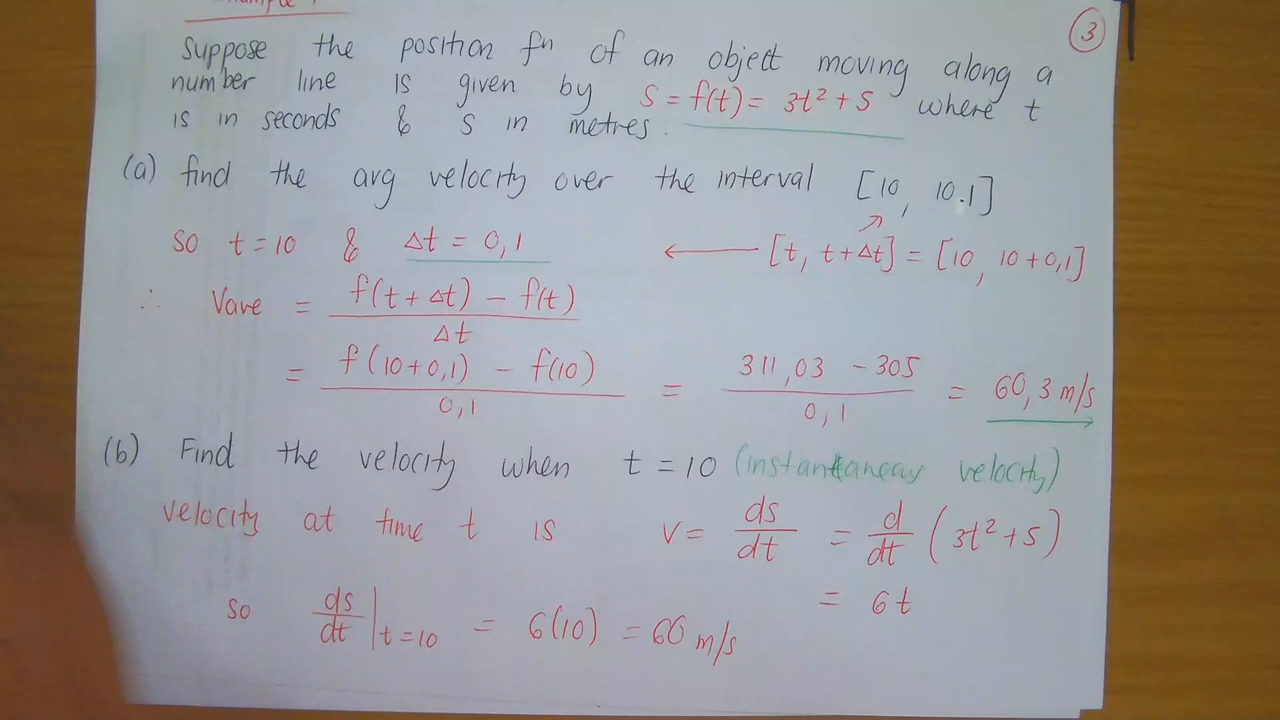 Example 1
③
Suppose the position fn of an object moving along a
number line is given by s = f(t) = 3t² + 5 where t
is in seconds & s in metres.
(a) find the avg velocity over the interval [10, 10.1]
so t = 10 & Δt = 0,1 ← [t, t+Δt] = [10, 10+0,1]
∴ Vave = f(t+Δt) − f(t)
Δt
= f(10+0,1) − f(10) = 311,03 − 305 = 60,3 m/s
0,1 0,1
(b) Find the velocity when t = 10 (instantaneay velocity)
velocity at time t is v = ds/dt = d/dt (3t² + 5)
= 6t
so ds/dt |t=10 = 6(10) = 60 m/s